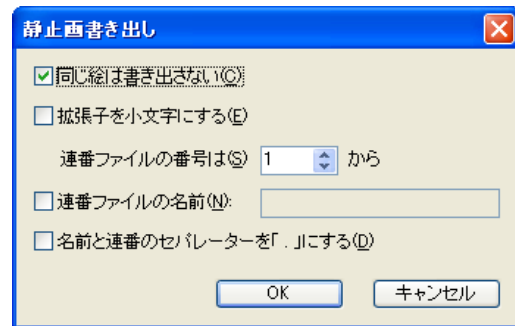 静止画書き出し
同じ絵は書き出さない(C)
拡張子を小文字にする(E)
連番ファイルの番号は(S) 1 から
連番ファイルの名前(N):
名前と連番のセパレーターを「 . 」にする(D)
OK キャンセル